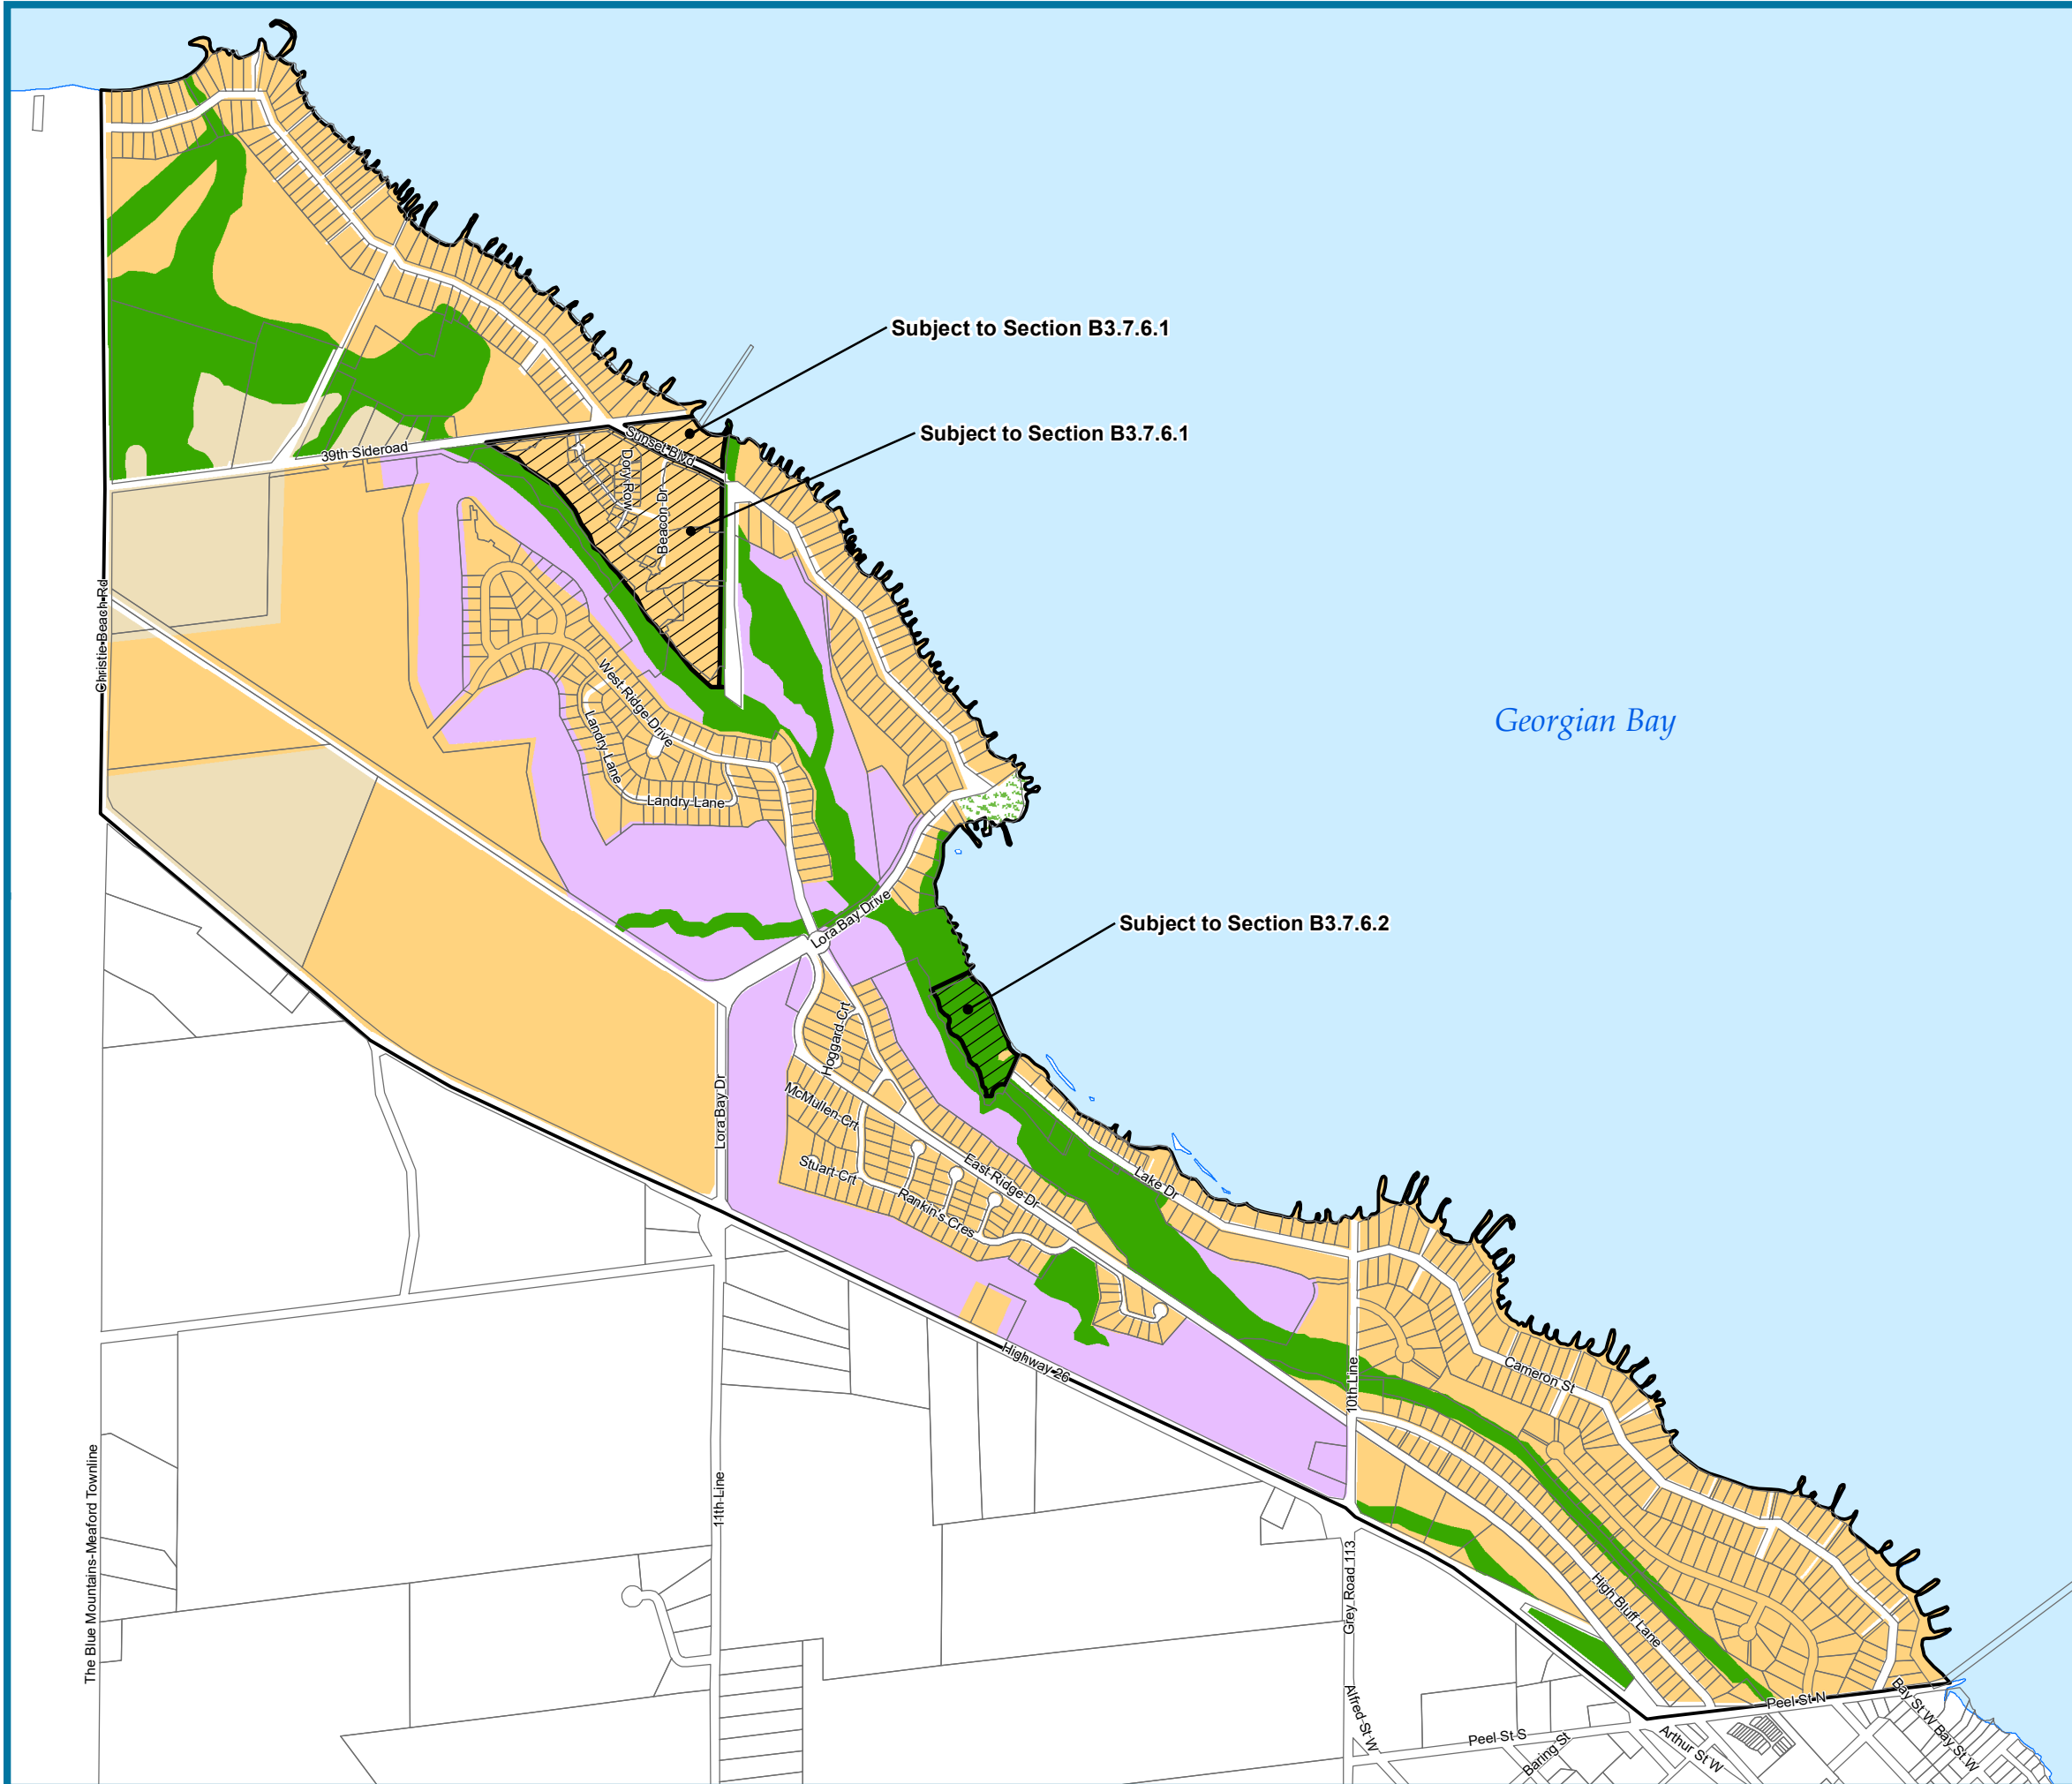 Subject to Section B3.7.6.1
Subject to Section B3.7.6.1
39th Sideroad
Sunset Blvd
Dory Row
Beacon Dr
Christie Beach Rd
West Ridge Drive
Landry Lane
Landry Lane
Georgian Bay
Lora Bay Drive
Subject to Section B3.7.6.2
Hoggard Crt
Lora Bay Dr
McMullen Crt
Stuart Crt
Rankin's Cres
East Ridge Dr
Lake Dr
Highway 26
10th Line
Cameron St
The Blue Mountains-Meaford Townline
11th Line
Grey Road 113
High Bluff Lane
Alfred St W
Peel St S
Baring St
Arthur St W
Peel St N
Bay St W
Bay St W